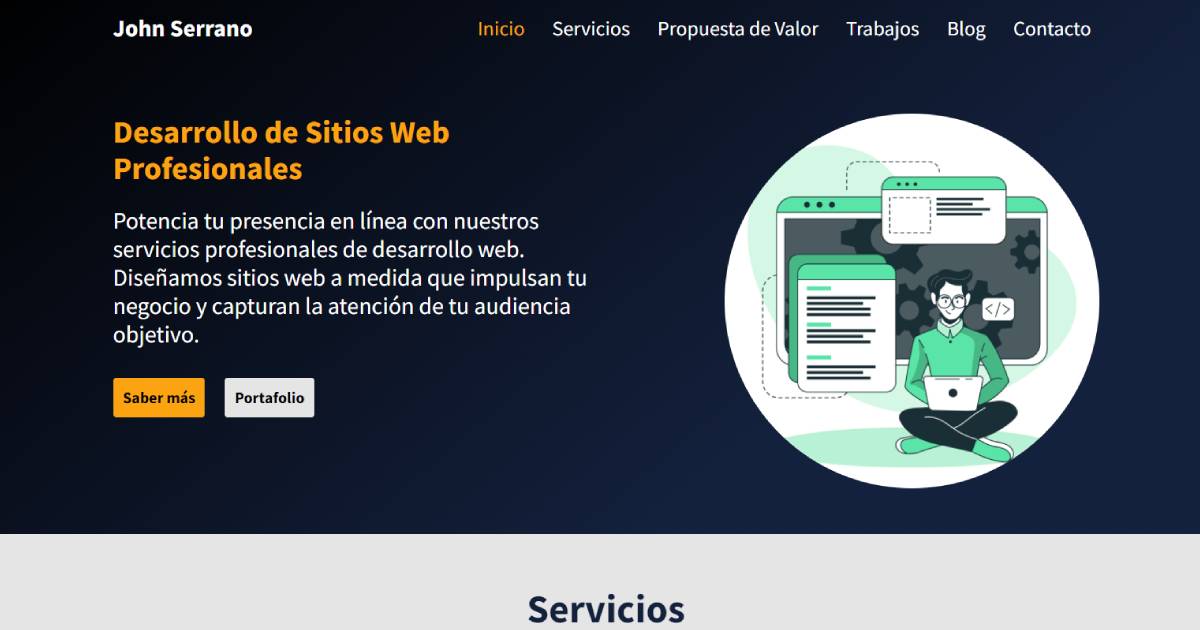 John Serrano
Inicio Servicios Propuesta de Valor Trabajos Blog Contacto
Desarrollo de Sitios Web
Profesionales
Potencia tu presencia en línea con nuestros
servicios profesionales de desarrollo web.
Diseñamos sitios web a medida que impulsan tu
negocio y capturan la atención de tu audiencia
objetivo.
Saber más Portafolio
</>
Servicios